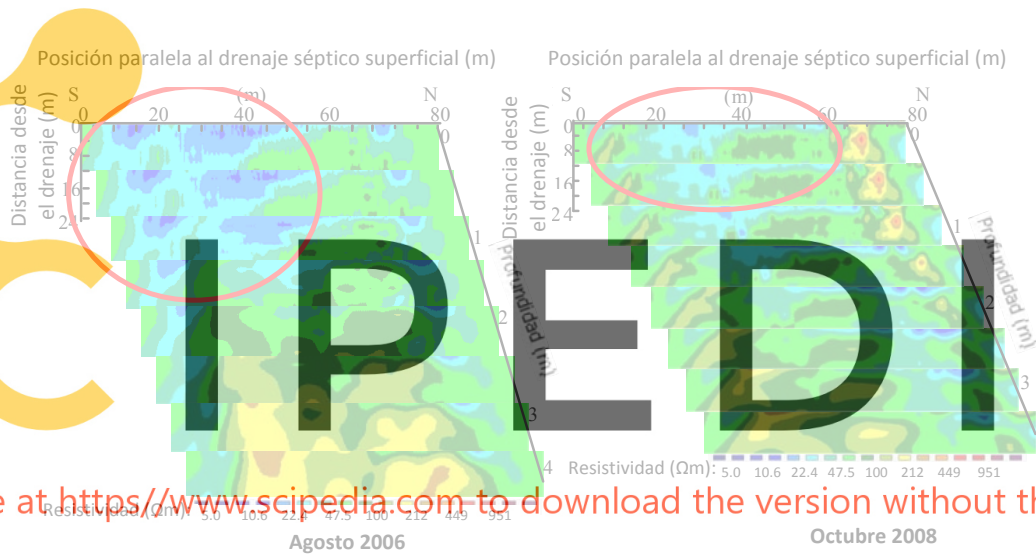 Posición paralela al drenaje séptico superficial (m)
S (m) N
0 20 40 60 80
Distancia desde
el drenaje (m)
0
8
16
24
0
1
2
3
4
Profundidad (m)
Resistividad (Ωm): 5.0 10.6 22.4 47.5 100 212 449 951
Agosto 2006
Posición paralela al drenaje séptico superficial (m)
S (m) N
0 20 40 60 80
Distancia desde
el drenaje (m)
0
8
16
24
0
1
2
3
Profundidad (m)
Resistividad (Ωm): 5.0 10.6 22.4 47.5 100 212 449 951
Octubre 2008
CIPEDI
e at https://www.scipedia.com to download the version without th